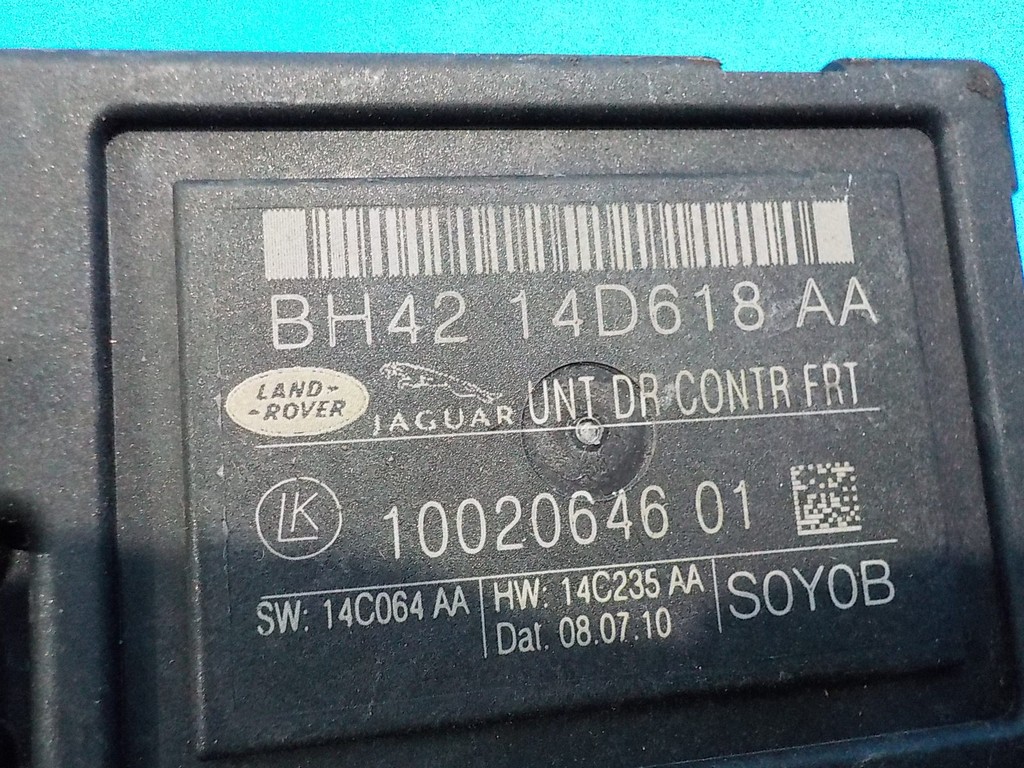 BH42 14D618 AA
LAND-
-ROVER
JAGUAR
UNT DR CONTR FRT
LK
10020646 01
SW: 14C064 AA
HW: 14C235 AA
Dat. 08.07.10
SOYOB